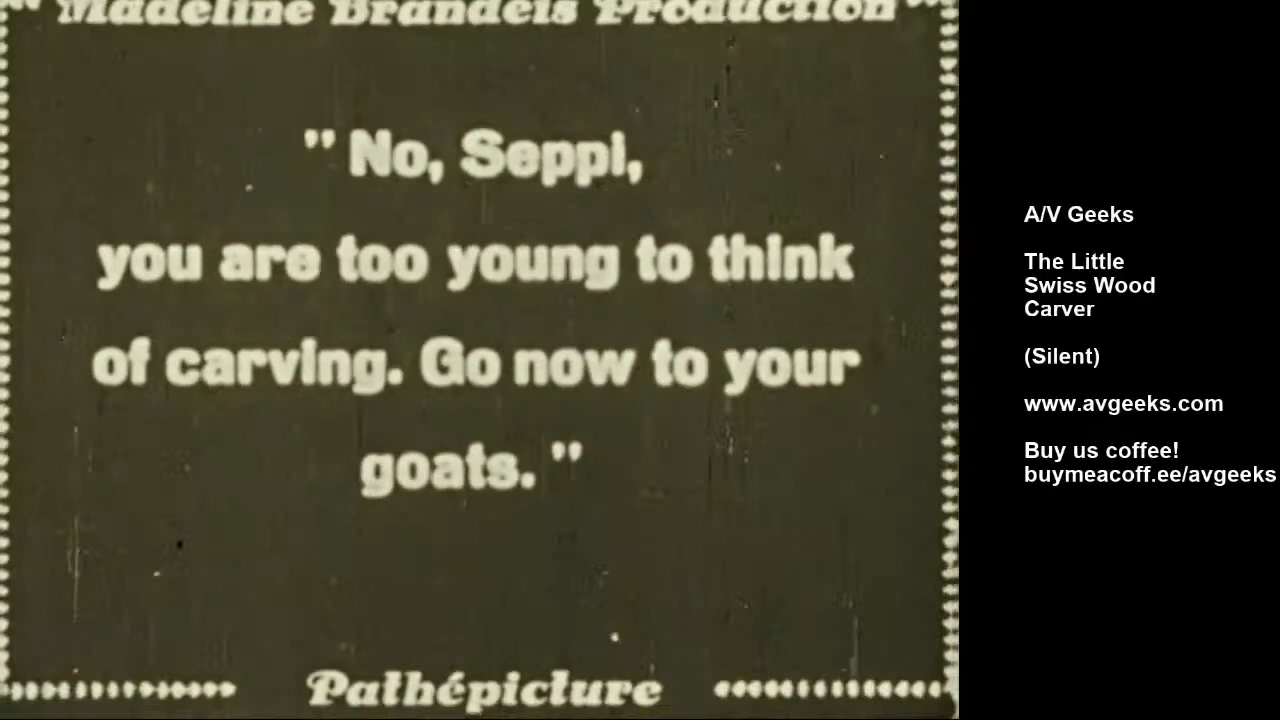 Madeline Brandeis Production
" No, Seppi,
you are too young to think
of carving. Go now to your
goats. "
Pathépicture
A/V Geeks
The Little
Swiss Wood
Carver
(Silent)
www.avgeeks.com
Buy us coffee!
buymeacoff.ee/avgeeks